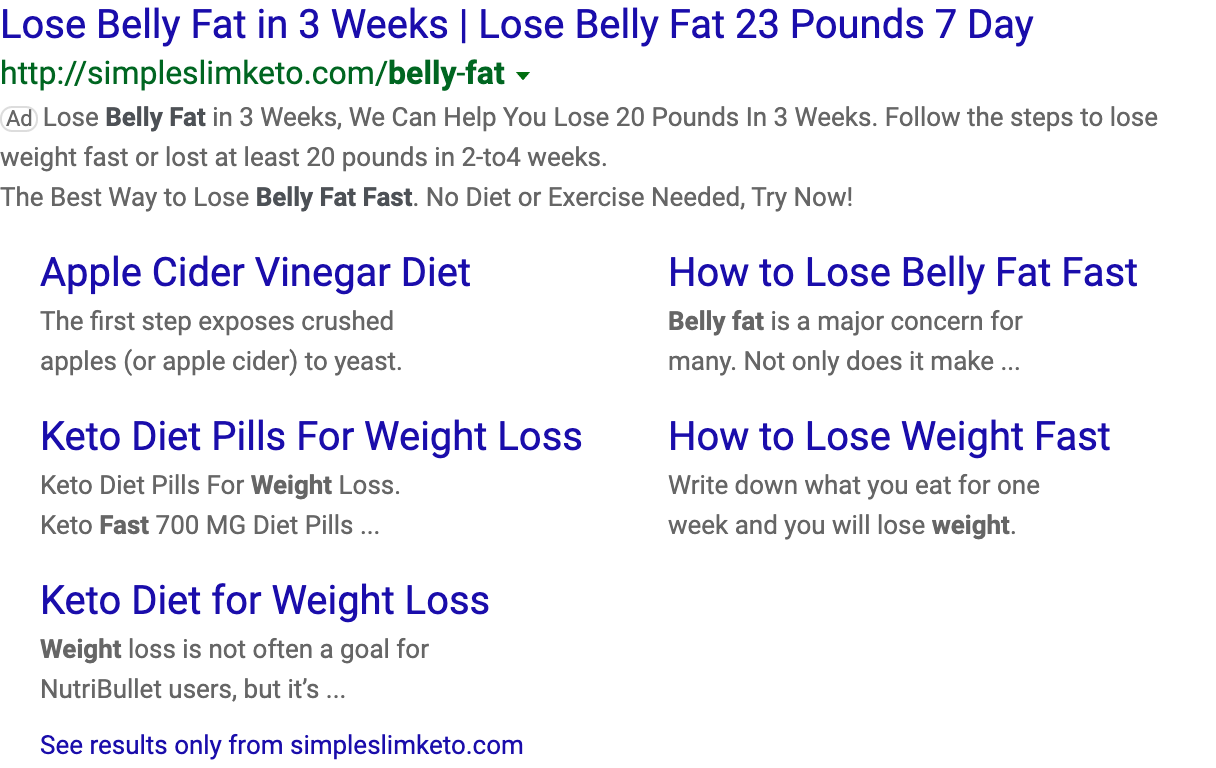 Lose Belly Fat in 3 Weeks | Lose Belly Fat 23 Pounds 7 Day
http://simpleslimketo.com/belly-fat
Ad Lose Belly Fat in 3 Weeks, We Can Help You Lose 20 Pounds In 3 Weeks. Follow the steps to lose
weight fast or lost at least 20 pounds in 2-to4 weeks.
The Best Way to Lose Belly Fat Fast. No Diet or Exercise Needed, Try Now!
Apple Cider Vinegar Diet
The first step exposes crushed
apples (or apple cider) to yeast.
How to Lose Belly Fat Fast
Belly fat is a major concern for
many. Not only does it make ...
Keto Diet Pills For Weight Loss
Keto Diet Pills For Weight Loss.
Keto Fast 700 MG Diet Pills ...
How to Lose Weight Fast
Write down what you eat for one
week and you will lose weight.
Keto Diet for Weight Loss
Weight loss is not often a goal for
NutriBullet users, but it’s ...
See results only from simpleslimketo.com